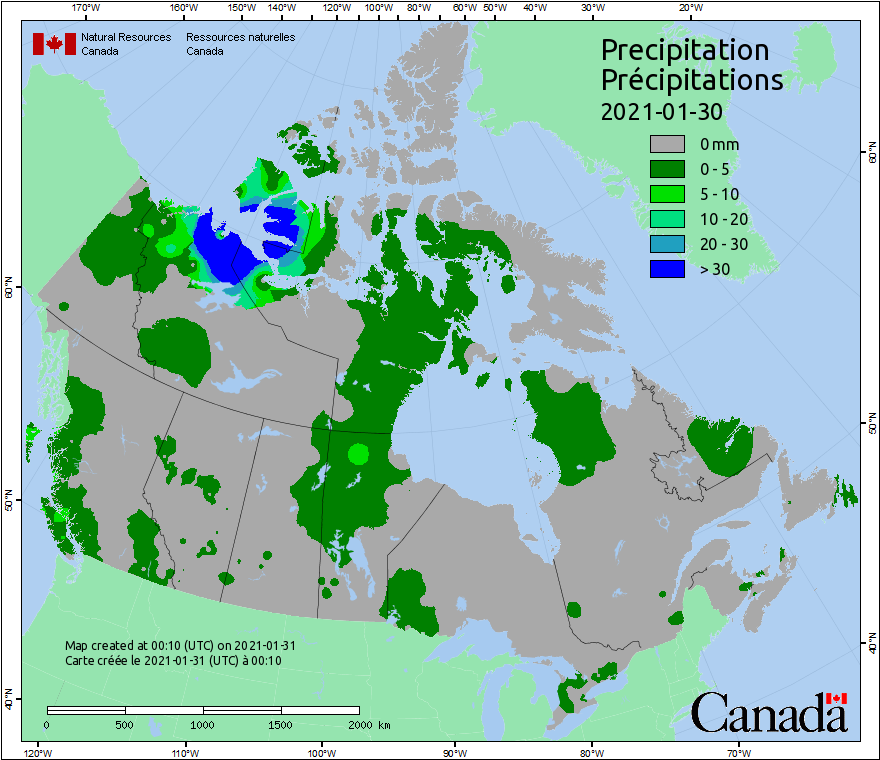 170°W 160°W 150°W 140°W 120°W 100°W 80°W 60°W 50°W 40°W 30°W 20°W
Natural Resources Ressources naturelles
Canada Canada
Precipitation
Précipitations
2021-01-30
0 mm
0 - 5
5 - 10
10 - 20
20 - 30
> 30
60°N
60°N
50°N
50°N
40°N
40°N
Map created at 00:10 (UTC) on 2021-01-31
Carte créée le 2021-01-31 (UTC) à 00:10
0 500 1000 1500 2000 km
Canada
120°W 110°W 100°W 90°W 80°W 70°W